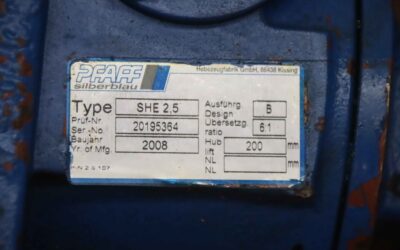 PFAFF
silberblau
Hebezeugfabrik GmbH, 86438 Kissing
Type SHE 2.5
Ausführg. B
Design
Prüf-Nr. 20195364
Ser.-No.
Übersetzg. 6:1
ratio
Baujahr 2008
Yr. of Mfg
Hub 200 mm
lift
NL mm
NL